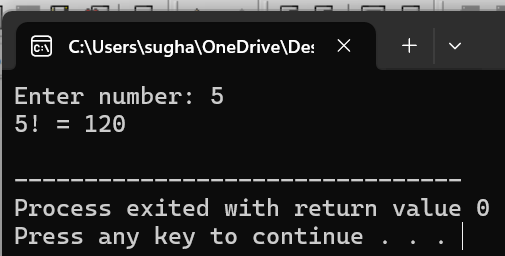 C:\Users\sugha\OneDrive\Des
Enter number: 5
5! = 120
--------------------------------
Process exited with return value 0
Press any key to continue . . .